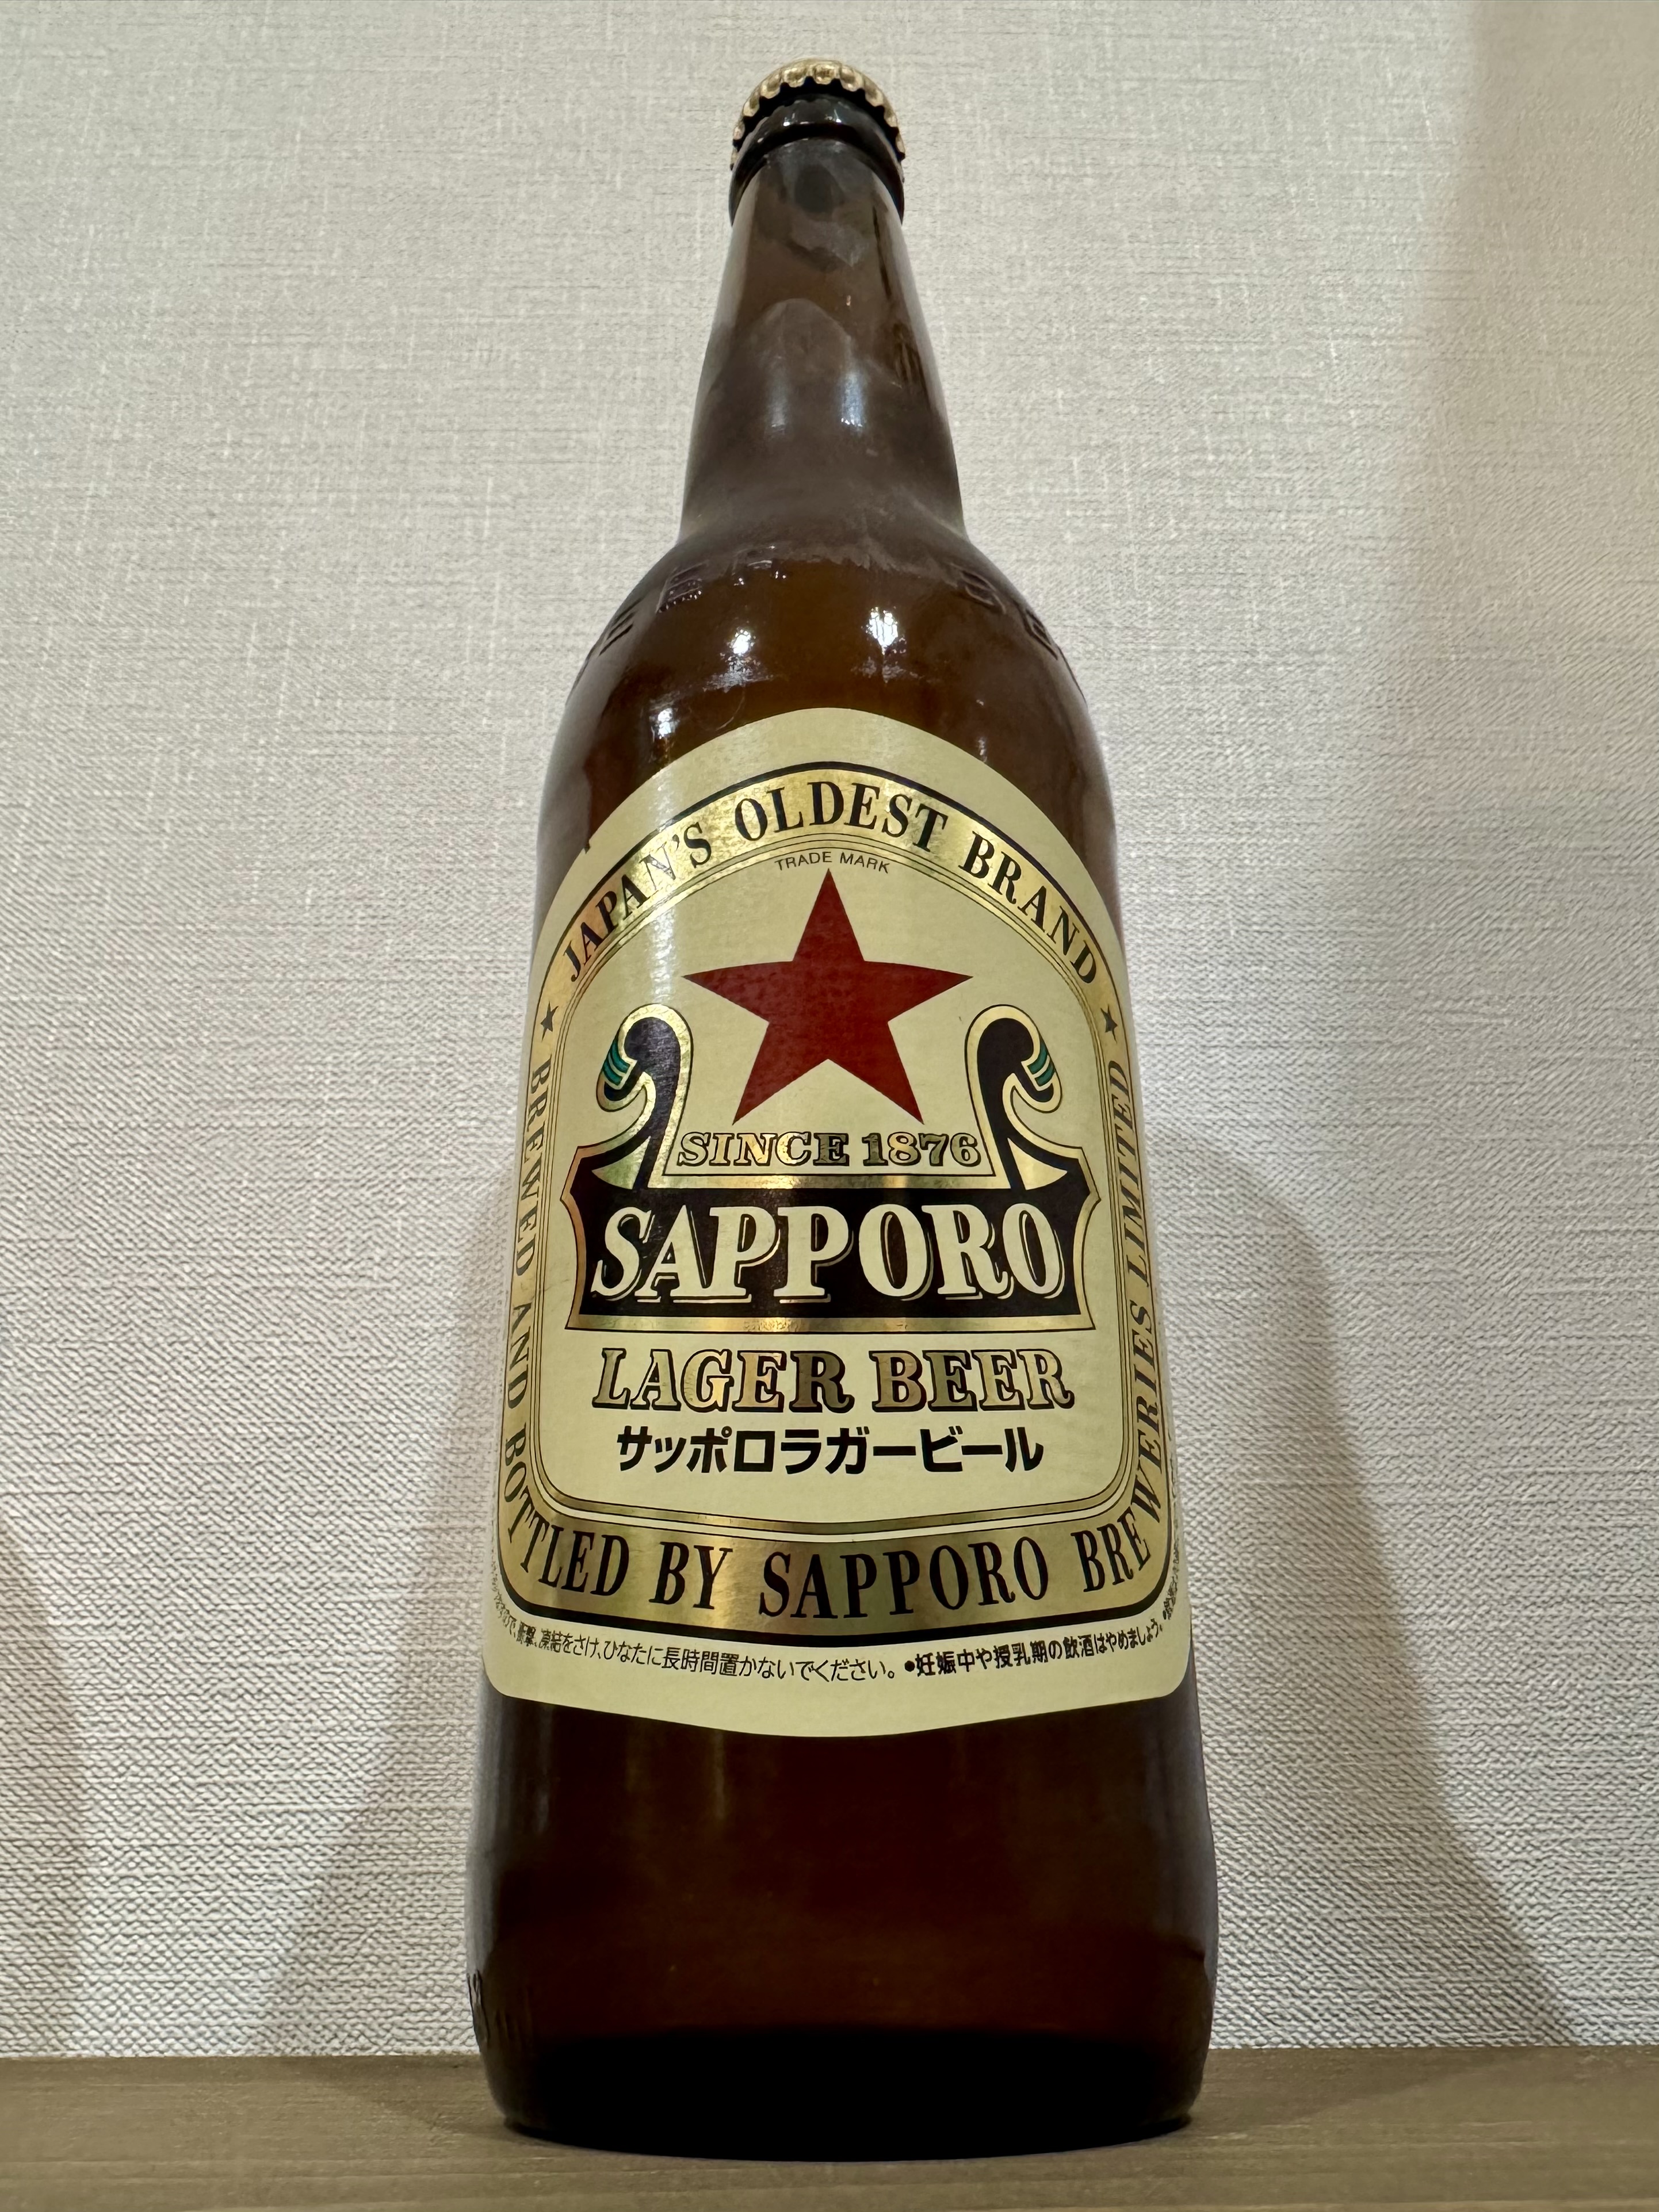 JAPAN'S OLDEST BRAND
TRADE MARK
SINCE 1876
SAPPORO
LAGER BEER
サッポロラガービール
BREWED AND BOTTLED BY SAPPORO BREWERIES LIMITED
衝撃、凍結をさけ、ひなたに長時間置かないでください。●妊娠中や授乳期の飲酒はやめましょう。